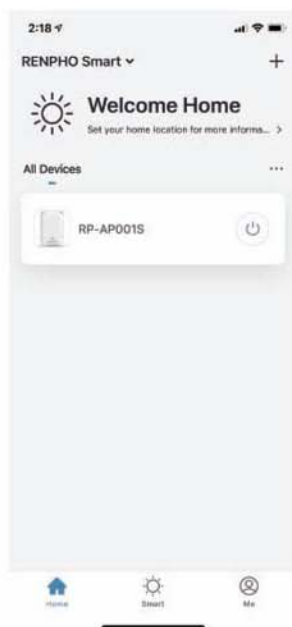 2:18
RENPHO Smart
Welcome Home
Set your home location for more informa...
All Devices
RP-AP001S
Home
Smart
Me